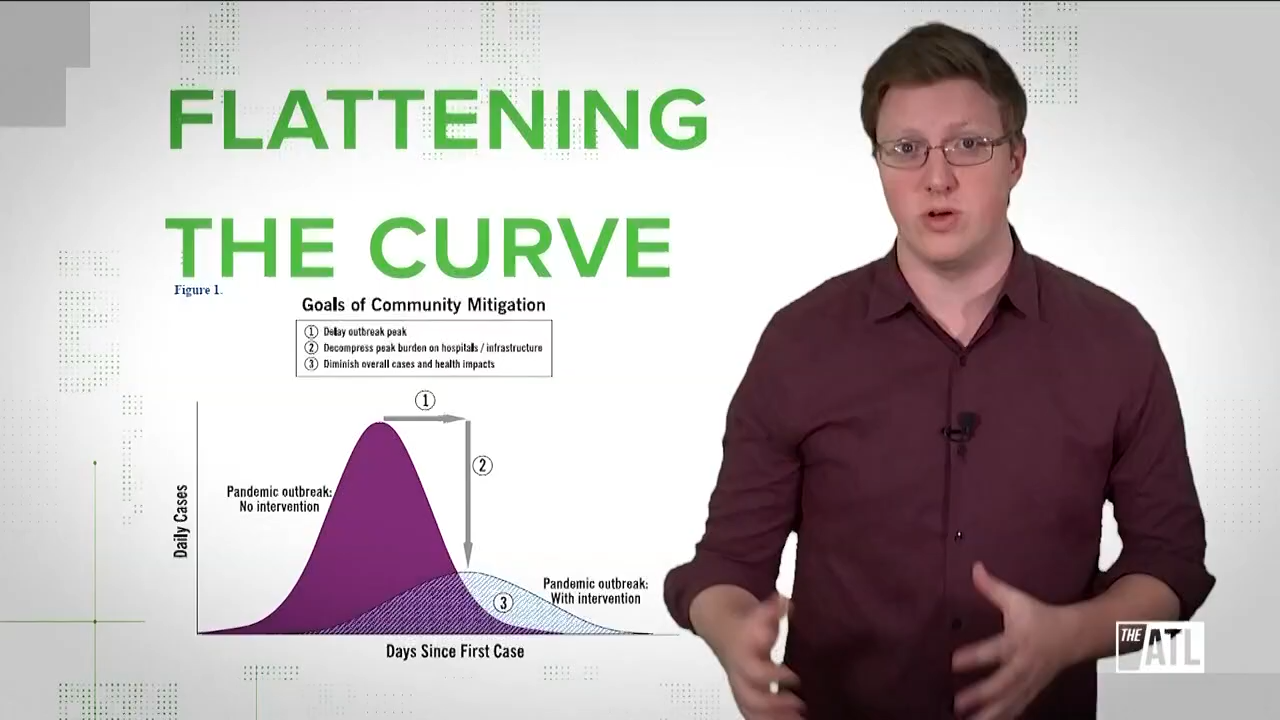 FLATTENING
THE CURVE
Figure 1.
Goals of Community Mitigation
① Delay outbreak peak
② Decompress peak burden on hospitals / infrastructure
③ Diminish overall cases and health impacts
①
②
Pandemic outbreak:
No intervention
Daily Cases
Pandemic outbreak:
With intervention
③
Days Since First Case
THE ATL